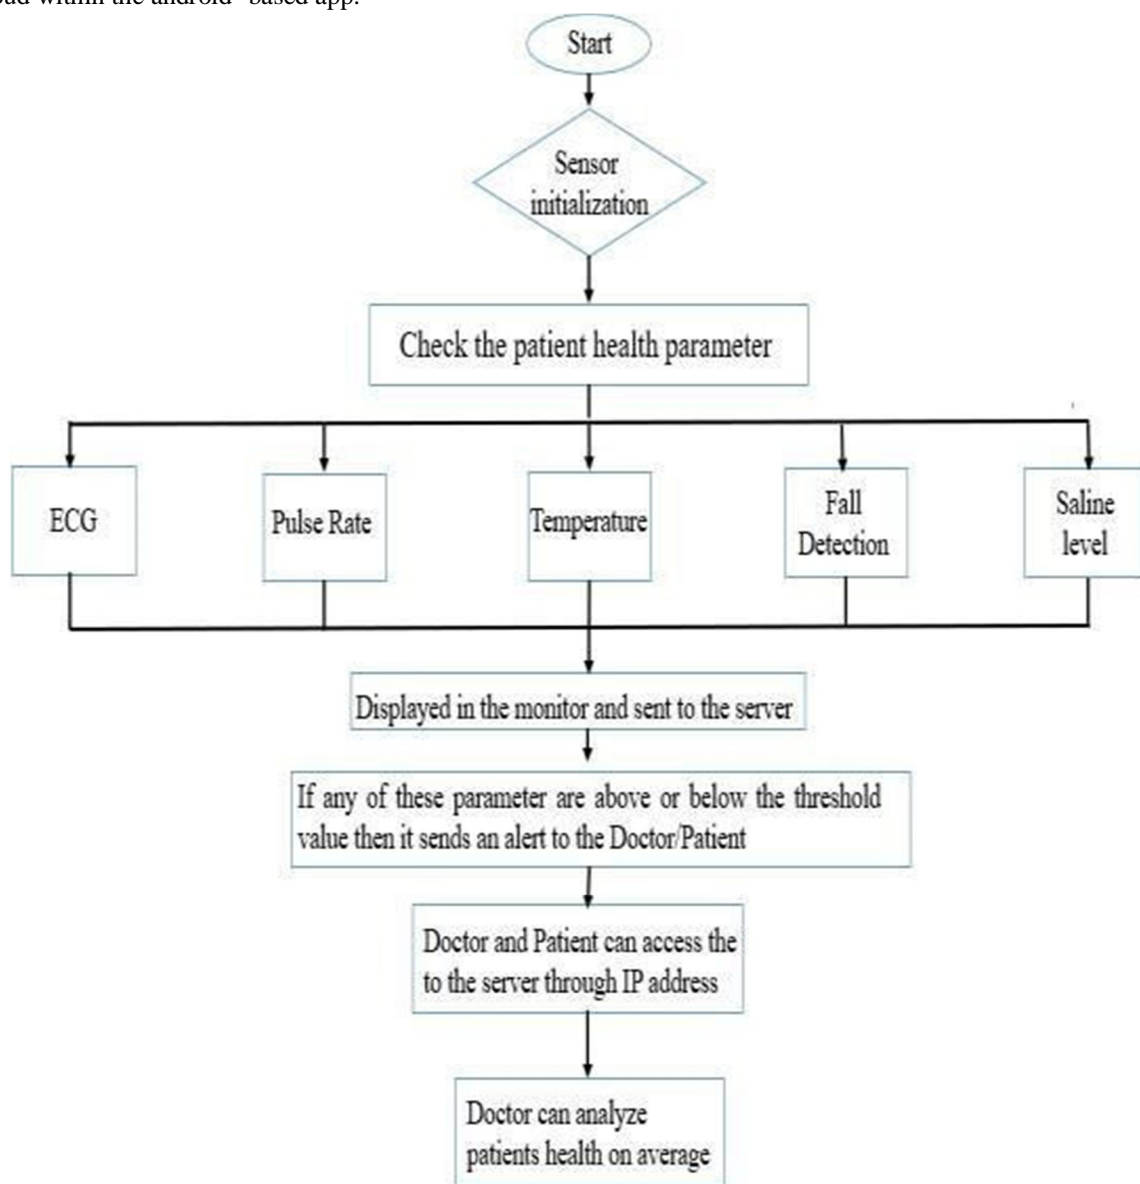 within the android based app.
Start
Sensor
initialization
Check the patient health parameter
ECG
Pulse Rate
Temperature
Fall
Detection
Saline
level
Displayed in the monitor and sent to the server
If any of these parameter are above or below the threshold
value then it sends an alert to the Doctor/Patient
Doctor and Patient can access the
to the server through IP address
Doctor can analyze
patients health on average